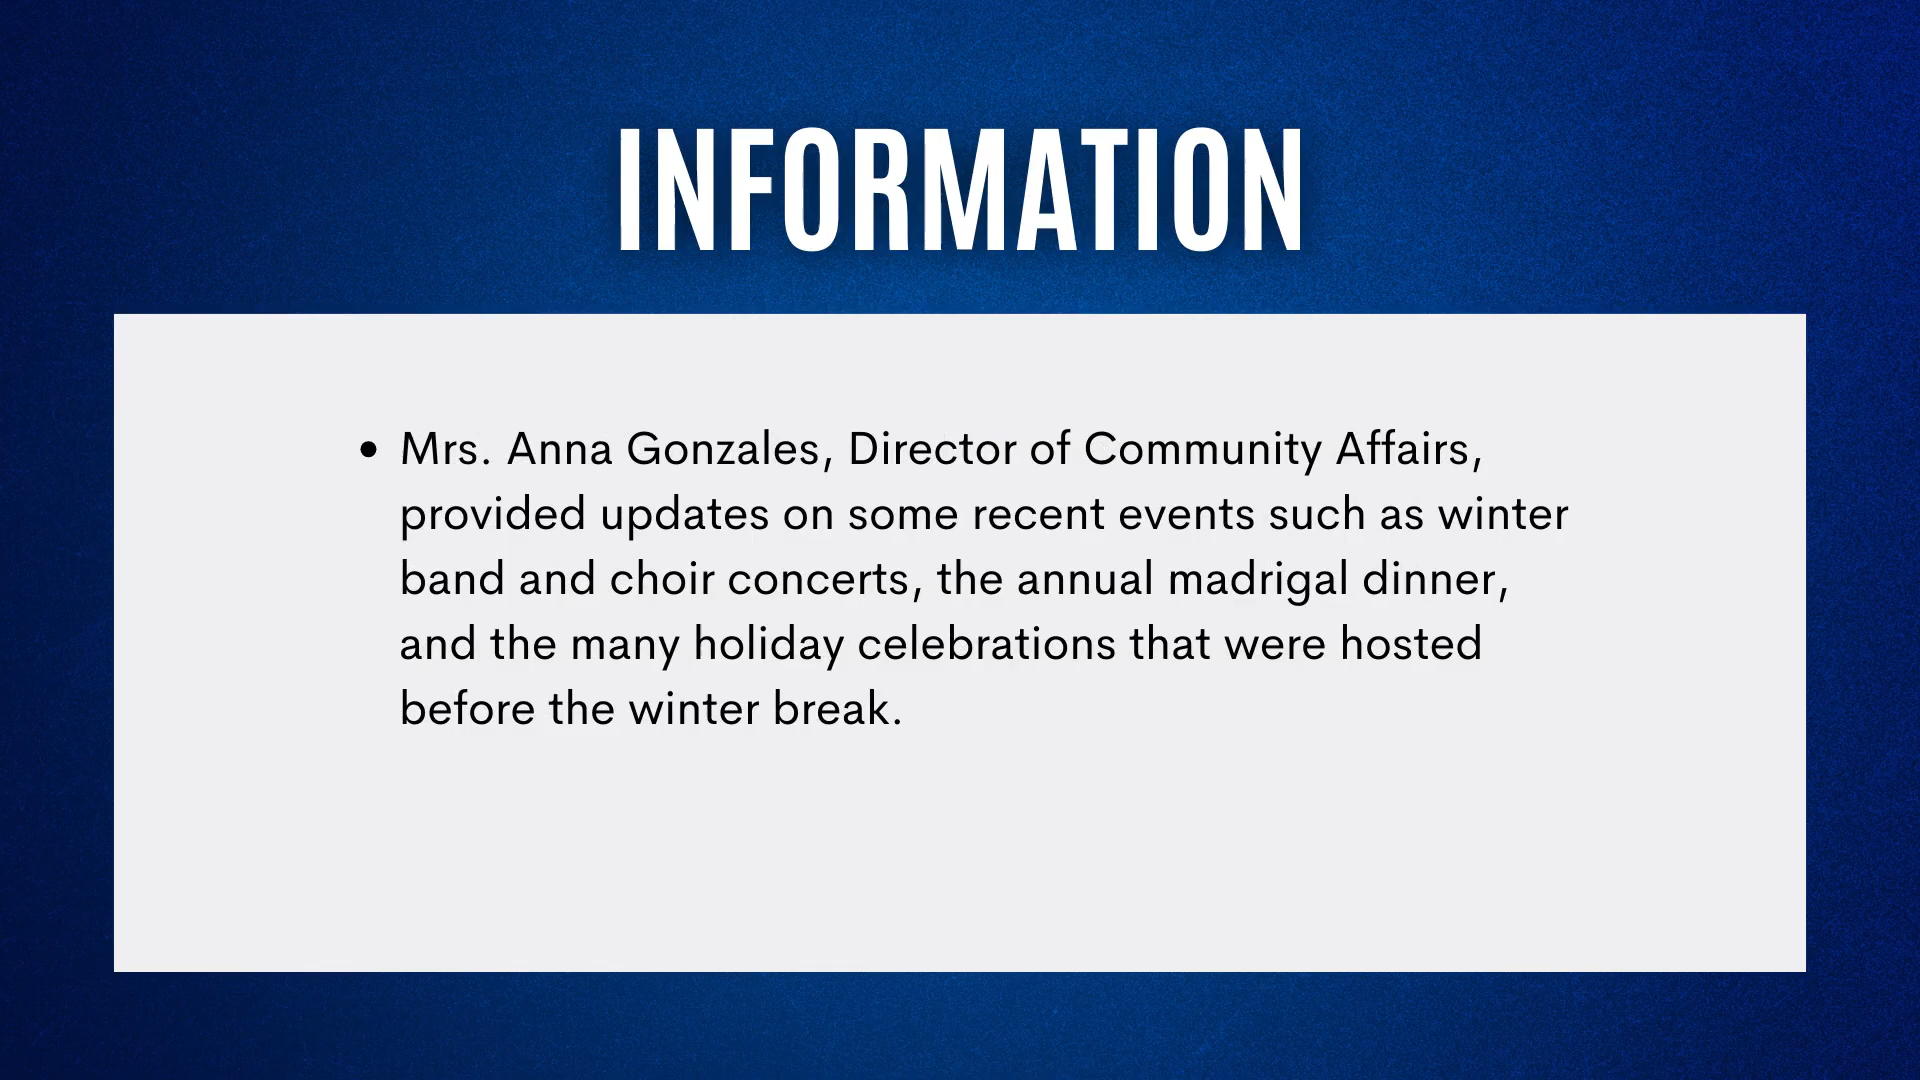 INFORMATION
• Mrs. Anna Gonzales, Director of Community Affairs,
provided updates on some recent events such as winter
band and choir concerts, the annual madrigal dinner,
and the many holiday celebrations that were hosted
before the winter break.